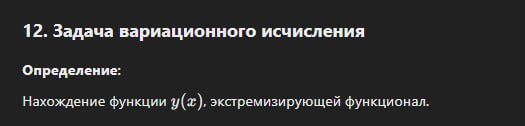 12. Задача вариационного исчисления
Определение:
Нахождение функции y(x), экстремизирующей функционал.